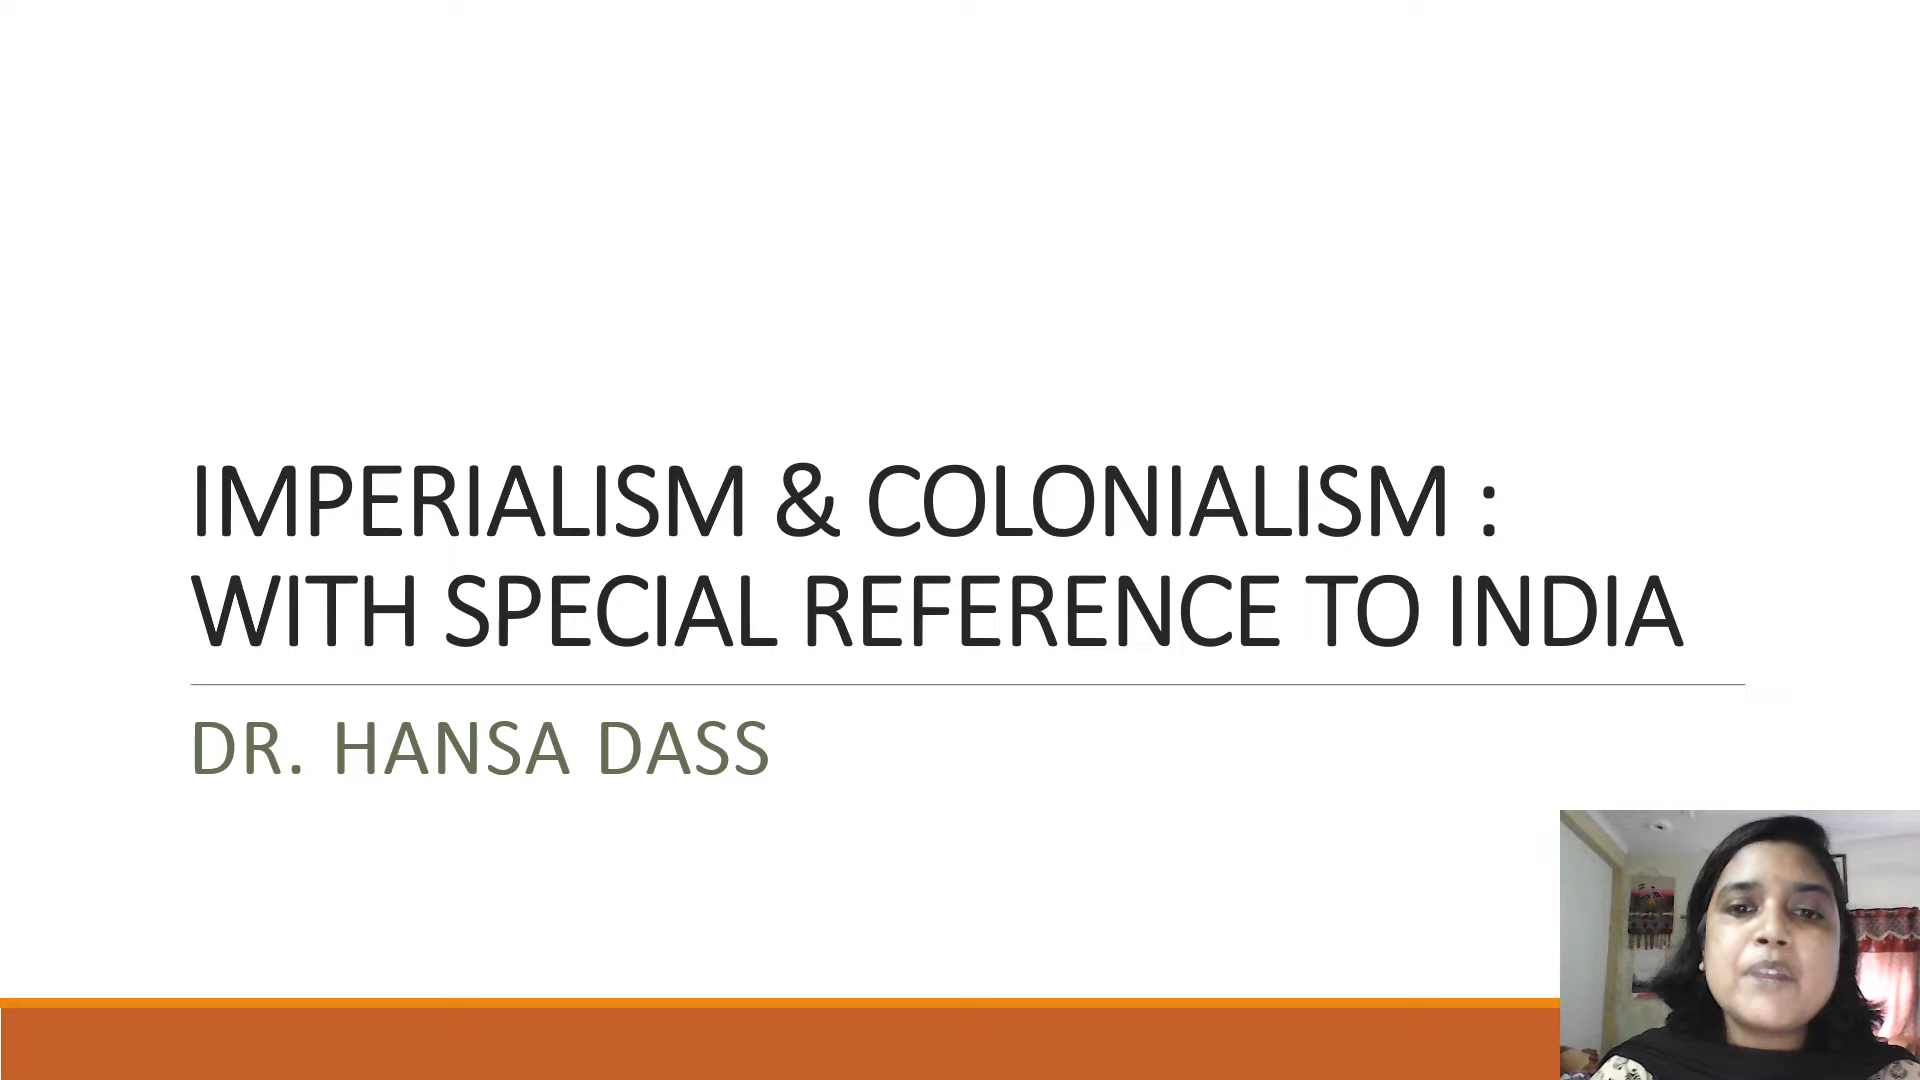 IMPERIALISM & COLONIALISM :
WITH SPECIAL REFERENCE TO INDIA
DR. HANSA DASS